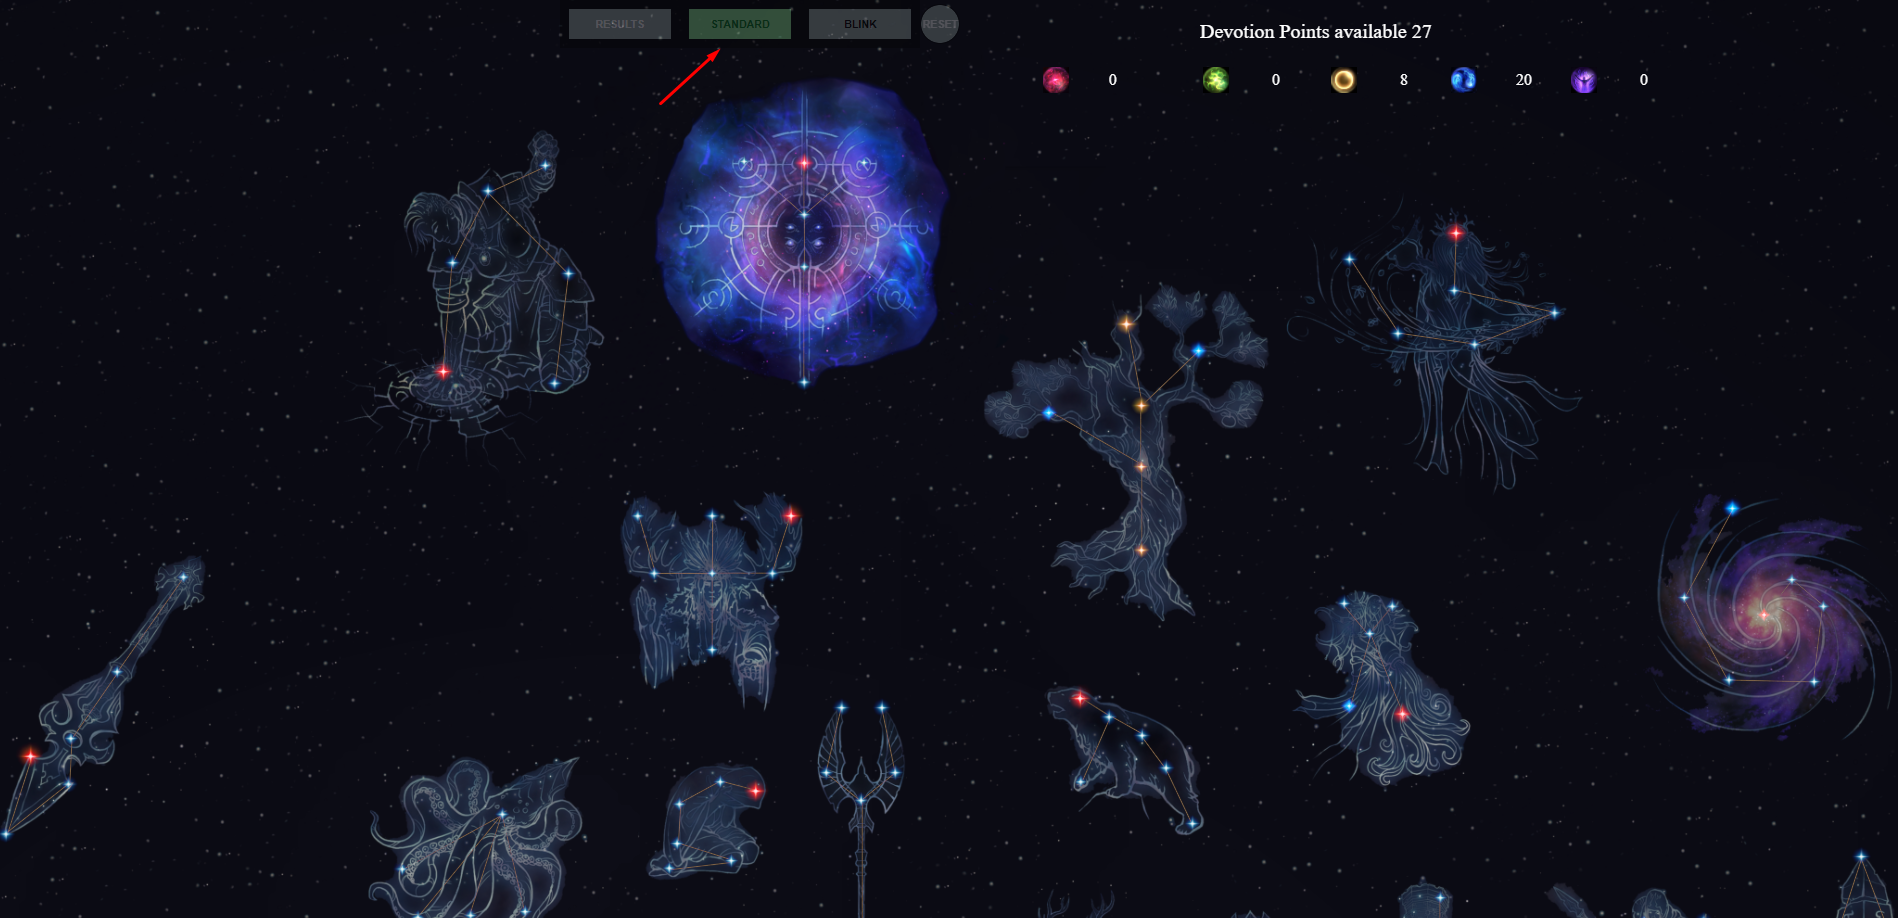 RESULTS STANDARD BLINK RESET
Devotion Points available 27
0 0 8 20 0